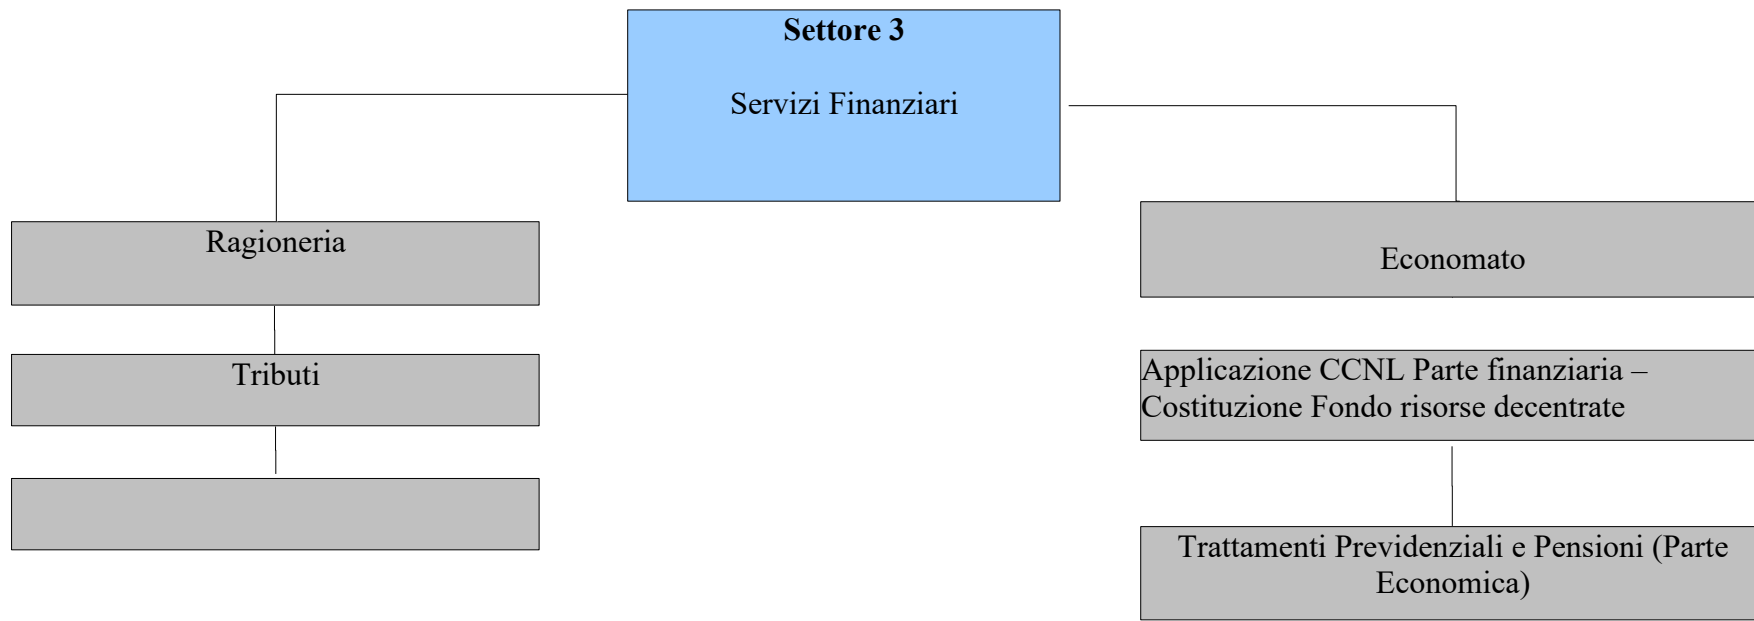 Settore 3
Servizi Finanziari
Ragioneria
Tributi
Economato
Applicazione CCNL Parte finanziaria –
Costituzione Fondo risorse decentrate
Trattamenti Previdenziali e Pensioni (Parte
Economica)